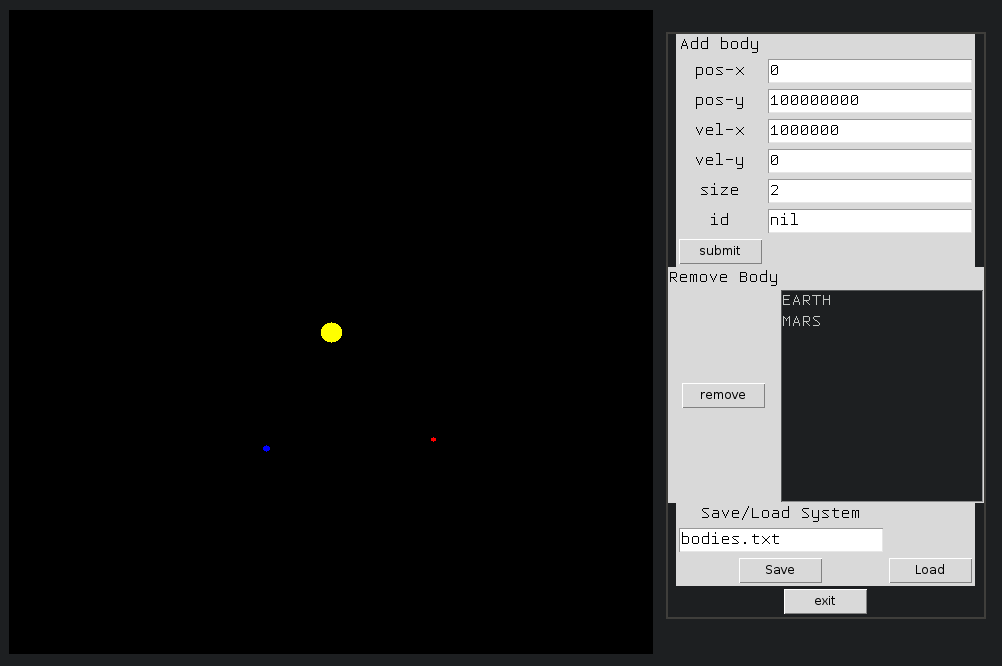 Add body
pos-x 0
pos-y 100000000
vel-x 1000000
vel-y 0
size 2
id nil
submit
Remove Body
EARTH
MARS
remove
Save/Load System
bodies.txt
Save Load
exit